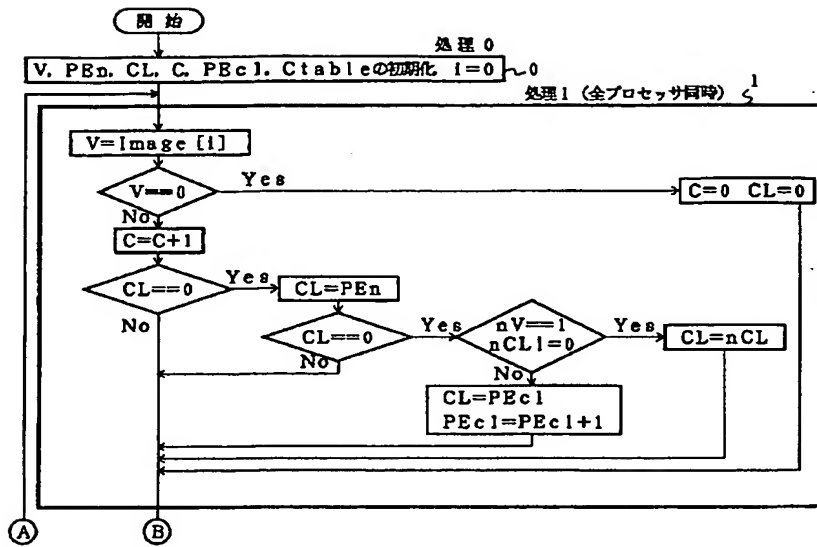 開始
処理0
V. PEn. CL. C. PEcl. Ctableの初期化 i=0
0
処理1 (全プロセッサ同時)
1
V=Image[i]
V==0
Yes
C=0 CL=0
No
C=C+1
CL==0
Yes
CL=PEn
No
CL==0
Yes
nV==1
nCL!=0
Yes
CL=nCL
No
No
CL=PEcl
PEcl=PEcl+1
A
B